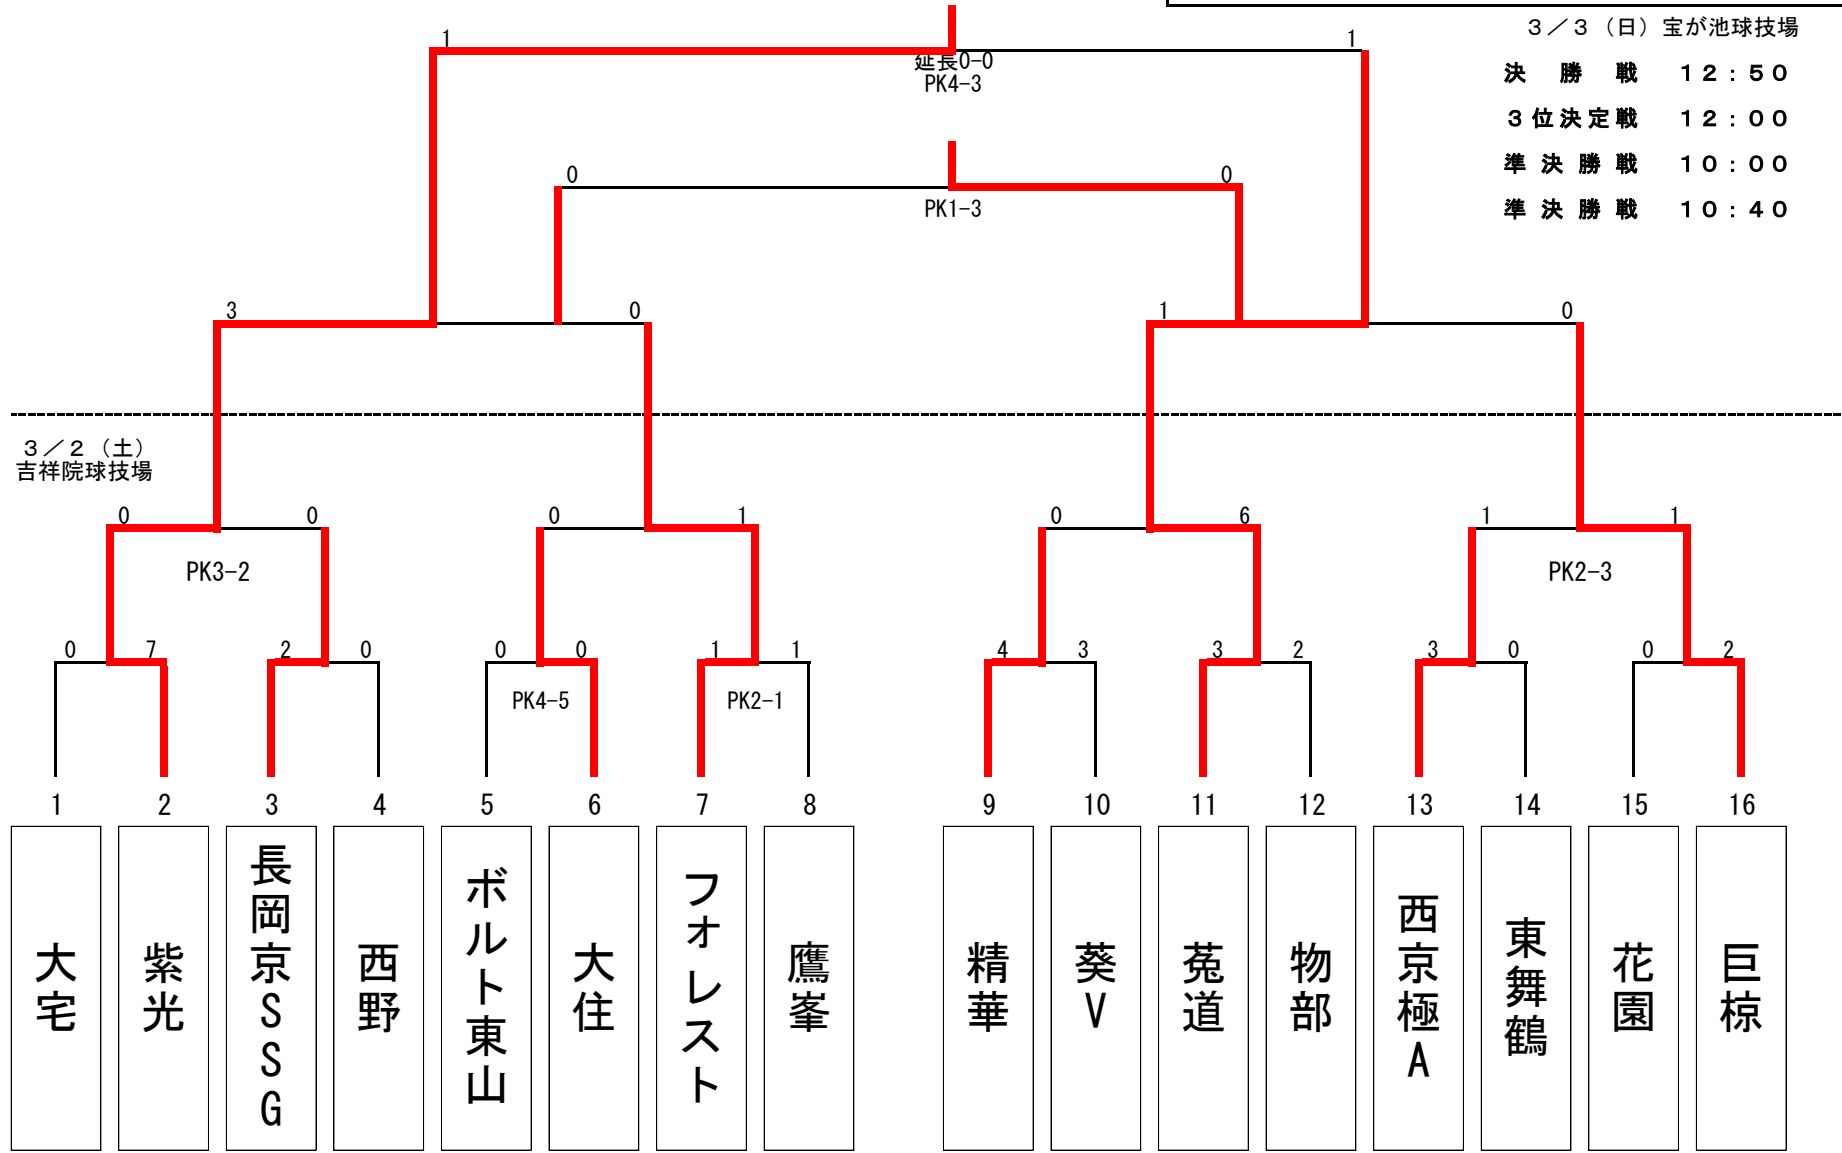 3／3（日）宝が池球技場
1 1
延長0-0
PK4-3
決勝戦 12：50
3位決定戦 12：00
準決勝戦 10：00
準決勝戦 10：40
0 0
PK1-3
3 0 1 0
3／2（土）
吉祥院球技場
0 0 0 1 0 6 1 1
PK3-2 PK2-3
0 7 2 0 0 0 1 1 4 3 3 2 3 0 0 2
PK4-5 PK2-1
1 2 3 4 5 6 7 8 9 10 11 12 13 14 15 16
大宅
紫光
長岡京SSG
西野
ボルト東山
大住
フォレスト
鷹峯
精華
葵V
菟道
物部
西京極A
東舞鶴
花園
巨椋